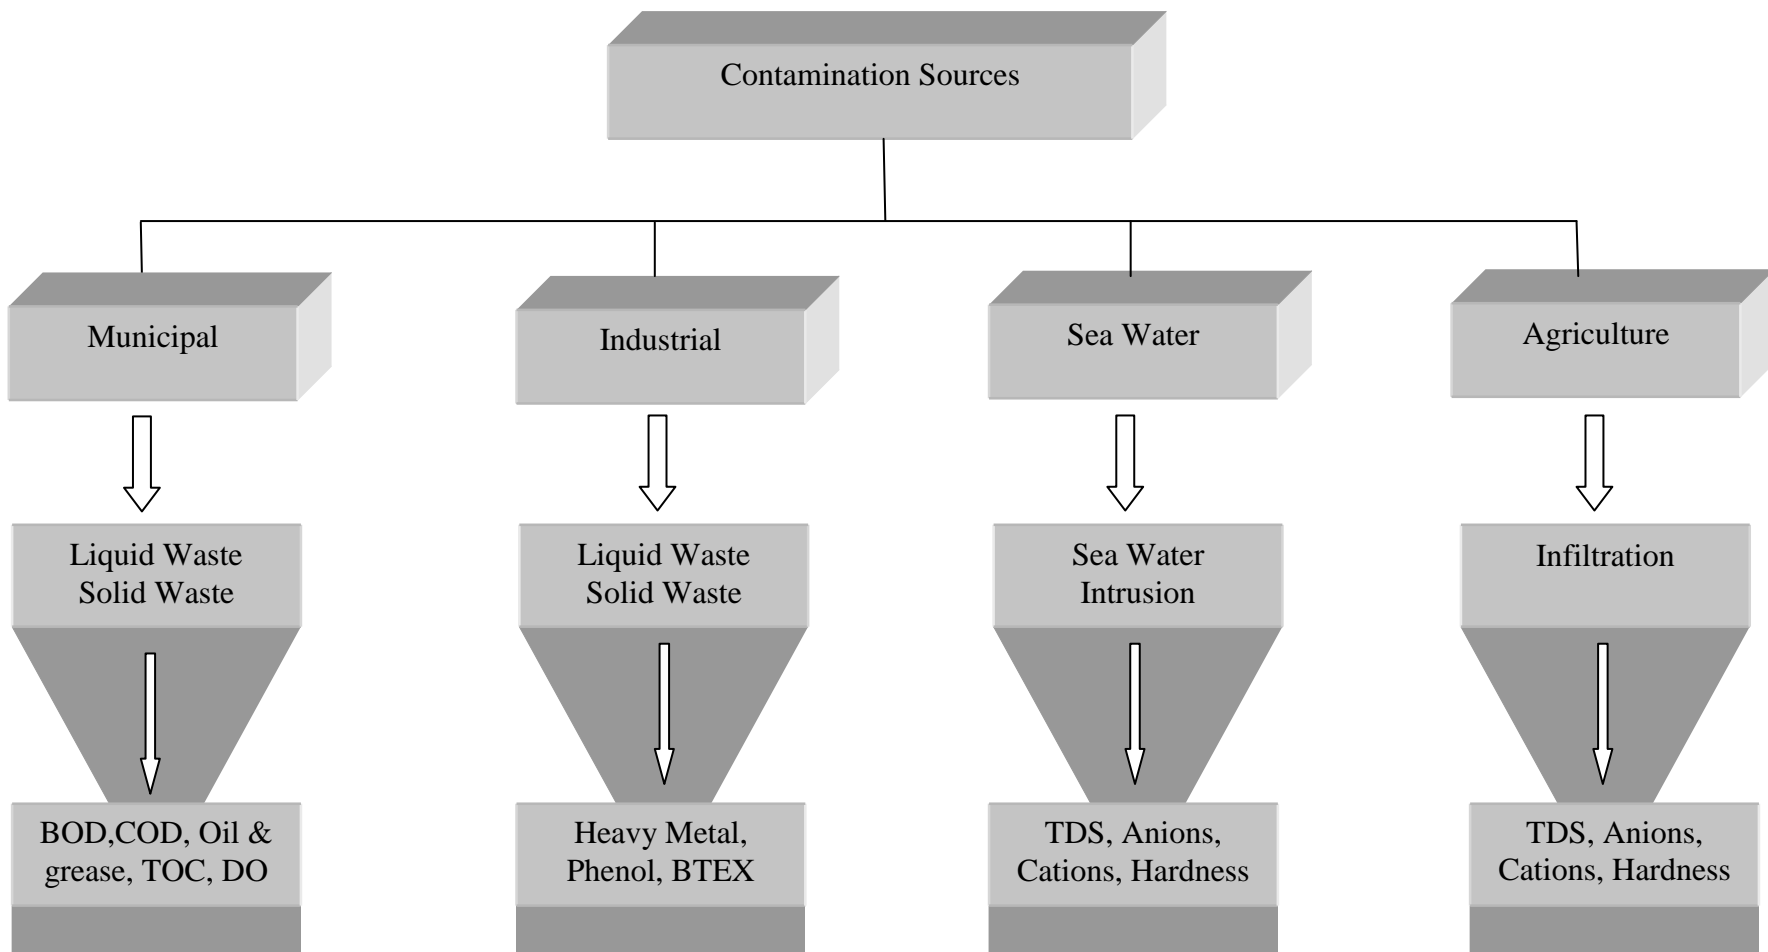 Contamination Sources
Municipal
Industrial
Sea Water
Agriculture
Liquid Waste
Solid Waste
Liquid Waste
Solid Waste
Sea Water
Intrusion
Infiltration
BOD,COD, Oil &
grease, TOC, DO
Heavy Metal,
Phenol, BTEX
TDS, Anions,
Cations, Hardness
TDS, Anions,
Cations, Hardness